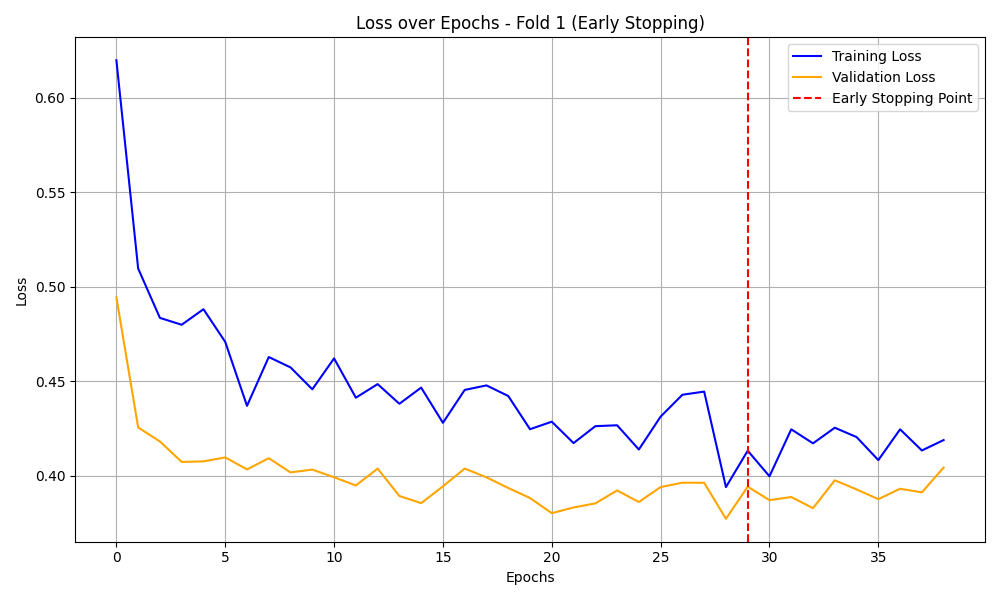 Loss over Epochs - Fold 1 (Early Stopping)
Training Loss
Validation Loss
Early Stopping Point
Loss
0.60
0.55
0.50
0.45
0.40
0 5 10 15 20 25 30 35
Epochs